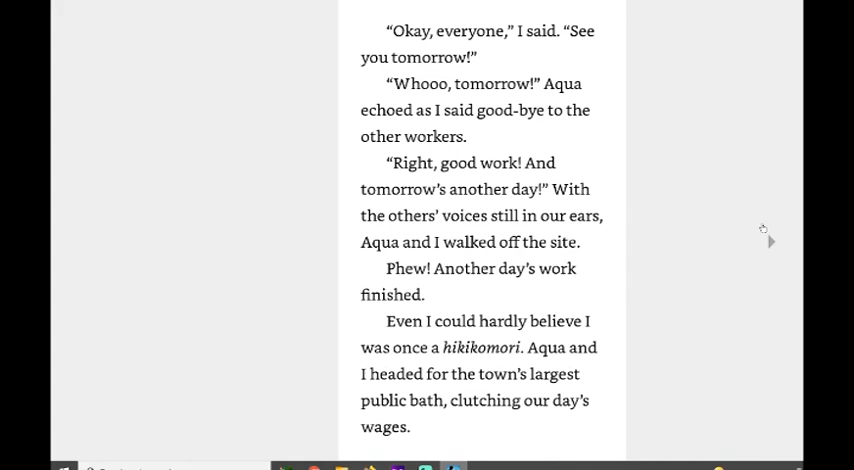 “Okay, everyone,” I said. “See
you tomorrow!”
“Whooo, tomorrow!” Aqua
echoed as I said good-bye to the
other workers.
“Right, good work! And
tomorrow’s another day!” With
the others’ voices still in our ears,
Aqua and I walked off the site.
Phew! Another day’s work
finished.
Even I could hardly believe I
was once a hikikomori. Aqua and
I headed for the town’s largest
public bath, clutching our day’s
wages.